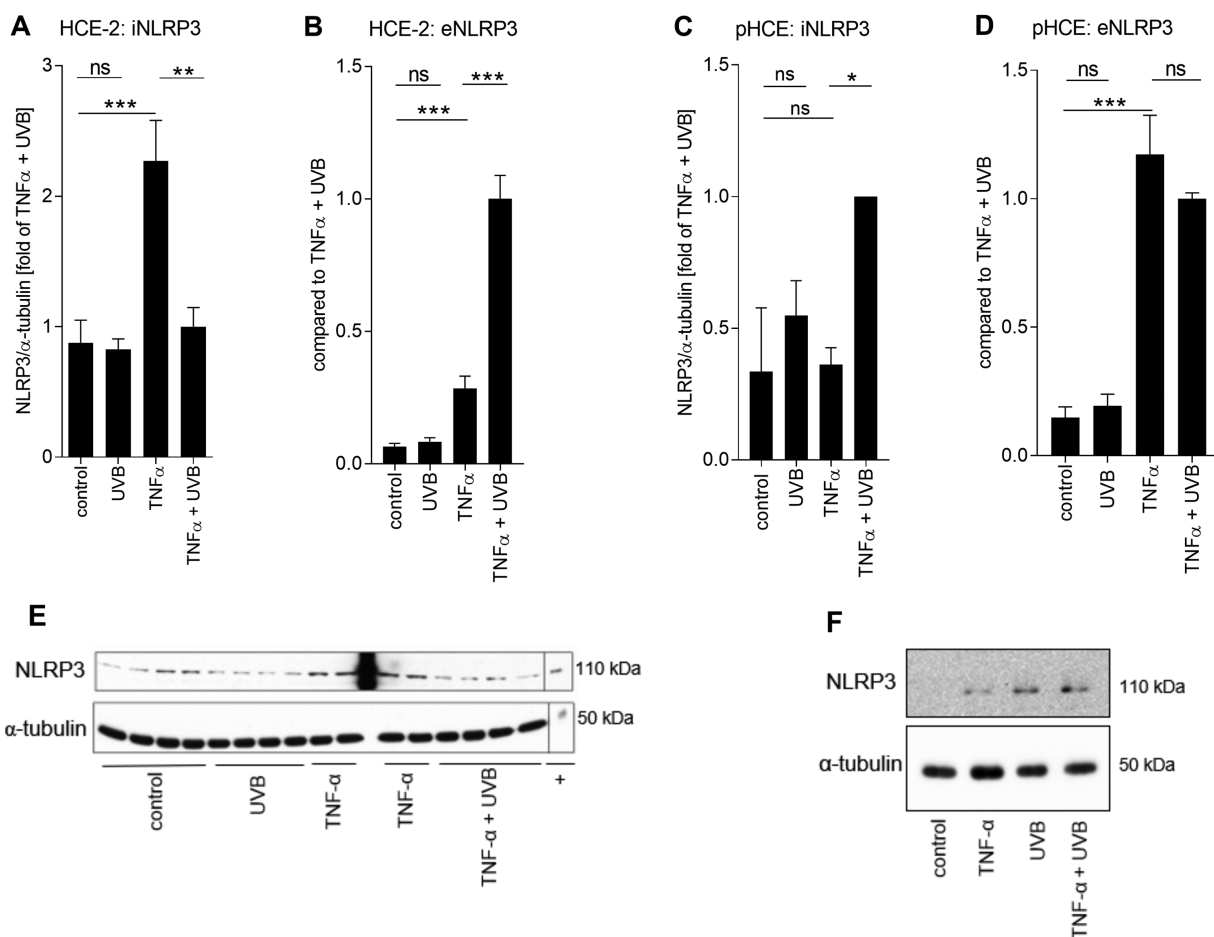 A
HCE-2: iNLRP3
NLRP3/α-tubulin [fold of TNFα + UVB]
3
2
1
0
ns
**
***
control
UVB
TNFα
TNFα + UVB
B
HCE-2: eNLRP3
compared to TNFα + UVB
1.5
1.0
0.5
0.0
ns
***
***
control
UVB
TNFα
TNFα + UVB
C
pHCE: iNLRP3
NLRP3/α-tubulin [fold of TNFα + UVB]
1.5
1.0
0.5
0.0
ns
*
ns
control
UVB
TNFα
TNFα + UVB
D
pHCE: eNLRP3
compared to TNFα + UVB
1.5
1.0
0.5
0.0
ns
ns
***
control
UVB
TNFα
TNFα + UVB
E
NLRP3
110 kDa
α-tubulin
50 kDa
control
UVB
TNF-α
TNF-α
TNF-α + UVB
+
F
NLRP3
110 kDa
α-tubulin
50 kDa
control
TNF-α
UVB
TNF-α + UVB